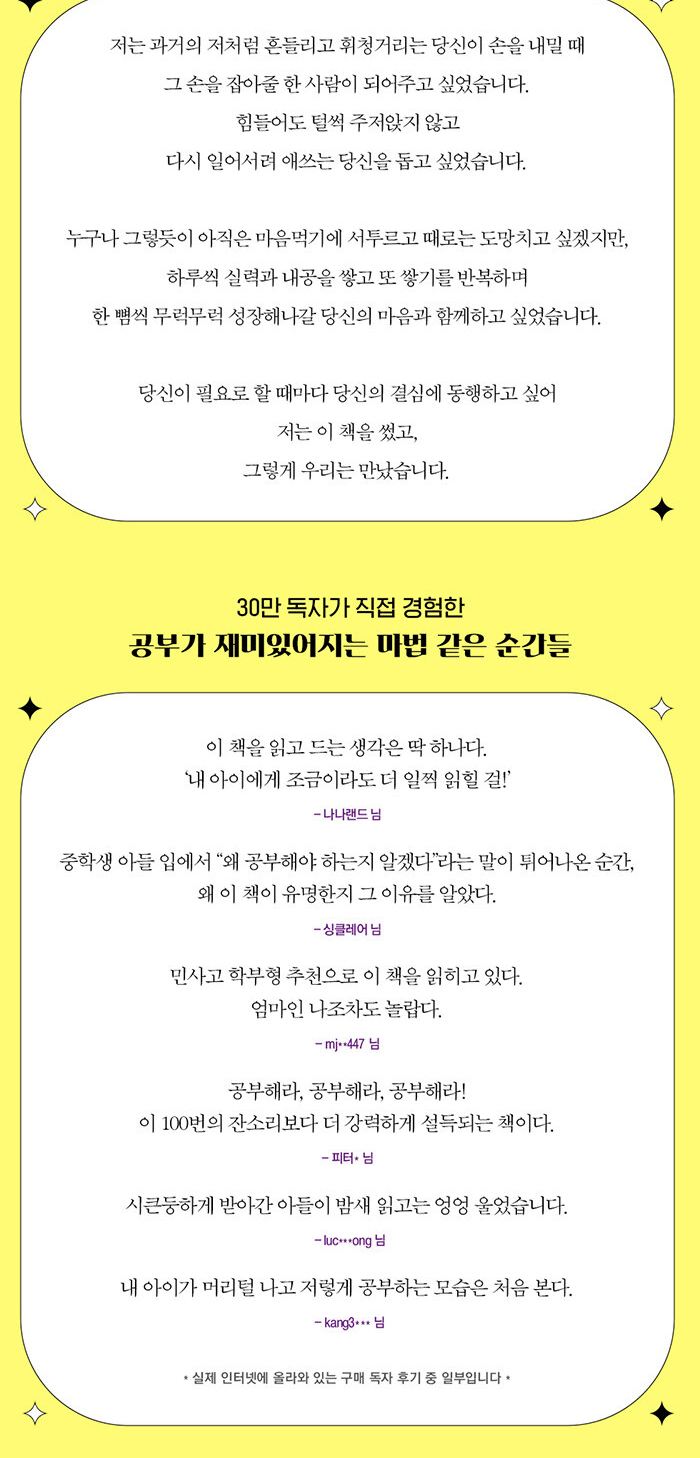 저는 과거의 저처럼 흔들리고 휘청거리는 당신이 손을 내밀 때
그 손을 잡아줄 한 사람이 되어주고 싶었습니다.
힘들어도 털썩 주저앉지 않고
다시 일어서려 애쓰는 당신을 돕고 싶었습니다.
누구나 그렇듯이 아직은 마음먹기에 서투르고 때로는 도망치고 싶겠지만,
하루씩 실력과 내공을 쌓고 또 쌓기를 반복하며
한 뼘씩 무럭무럭 성장해나갈 당신의 마음과 함께하고 싶었습니다.
당신이 필요로 할 때마다 당신의 결심에 동행하고 싶어
저는 이 책을 썼고,
그렇게 우리는 만났습니다.
30만 독자가 직접 경험한
공부가 재미있어지는 마법 같은 순간들
이 책을 읽고 드는 생각은 딱 하나다.
‘내 아이에게 조금이라도 더 일찍 읽힐 걸!’
– 나나랜드 님
중학생 아들 입에서 “왜 공부해야 하는지 알겠다”라는 말이 튀어나온 순간,
왜 이 책이 유명한지 그 이유를 알았다.
– 싱클레어 님
민사고 학부형 추천으로 이 책을 읽히고 있다.
엄마인 나조차도 놀랍다.
– mj**447 님
공부해라, 공부해라, 공부해라!
이 100번의 잔소리보다 더 강력하게 설득되는 책이다.
– 피터* 님
시큰둥하게 받아간 아들이 밤새 읽고는 엉엉 울었습니다.
– luc***ong 님
내 아이가 머리털 나고 저렇게 공부하는 모습은 처음 본다.
– kang3*** 님
* 실제 인터넷에 올라와 있는 구매 독자 후기 중 일부입니다 *